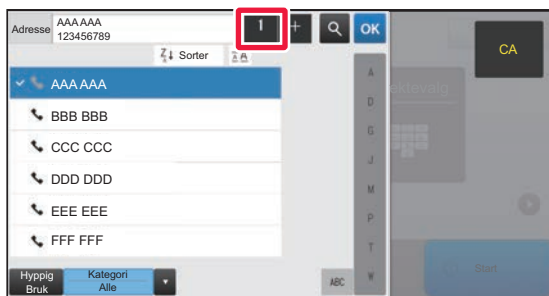 Adresse
AAA AAA
123456789
1
+
OK
CA
Sorter
AAA AAA
BBB BBB
CCC CCC
DDD DDD
EEE EEE
FFF FFF
A
D
G
J
M
P
T
W
ektevalg
Start
Hyppig
Bruk
Kategori
Alle
ABC